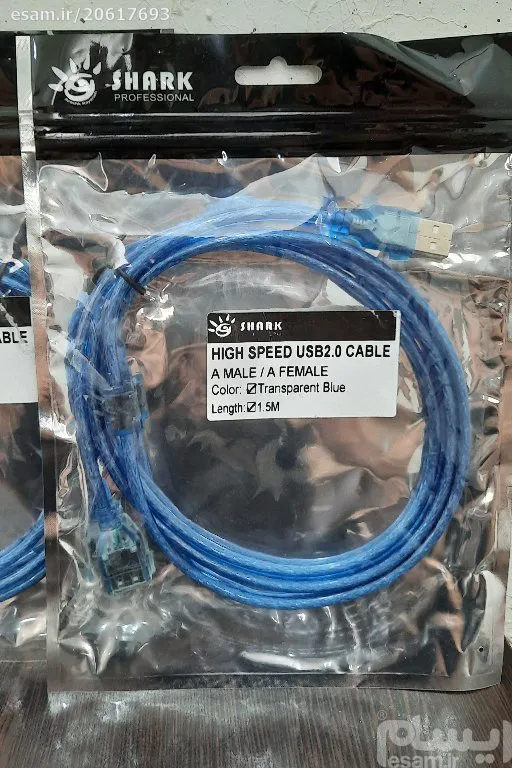 esam.ir/20617693
SHARK
PROFESSIONAL
ABLE
SHARK
HIGH SPEED USB2.0 CABLE
A MALE / A FEMALE
Color: ☑Transparent Blue
Length:☑1.5M
ایسام
esam.ir